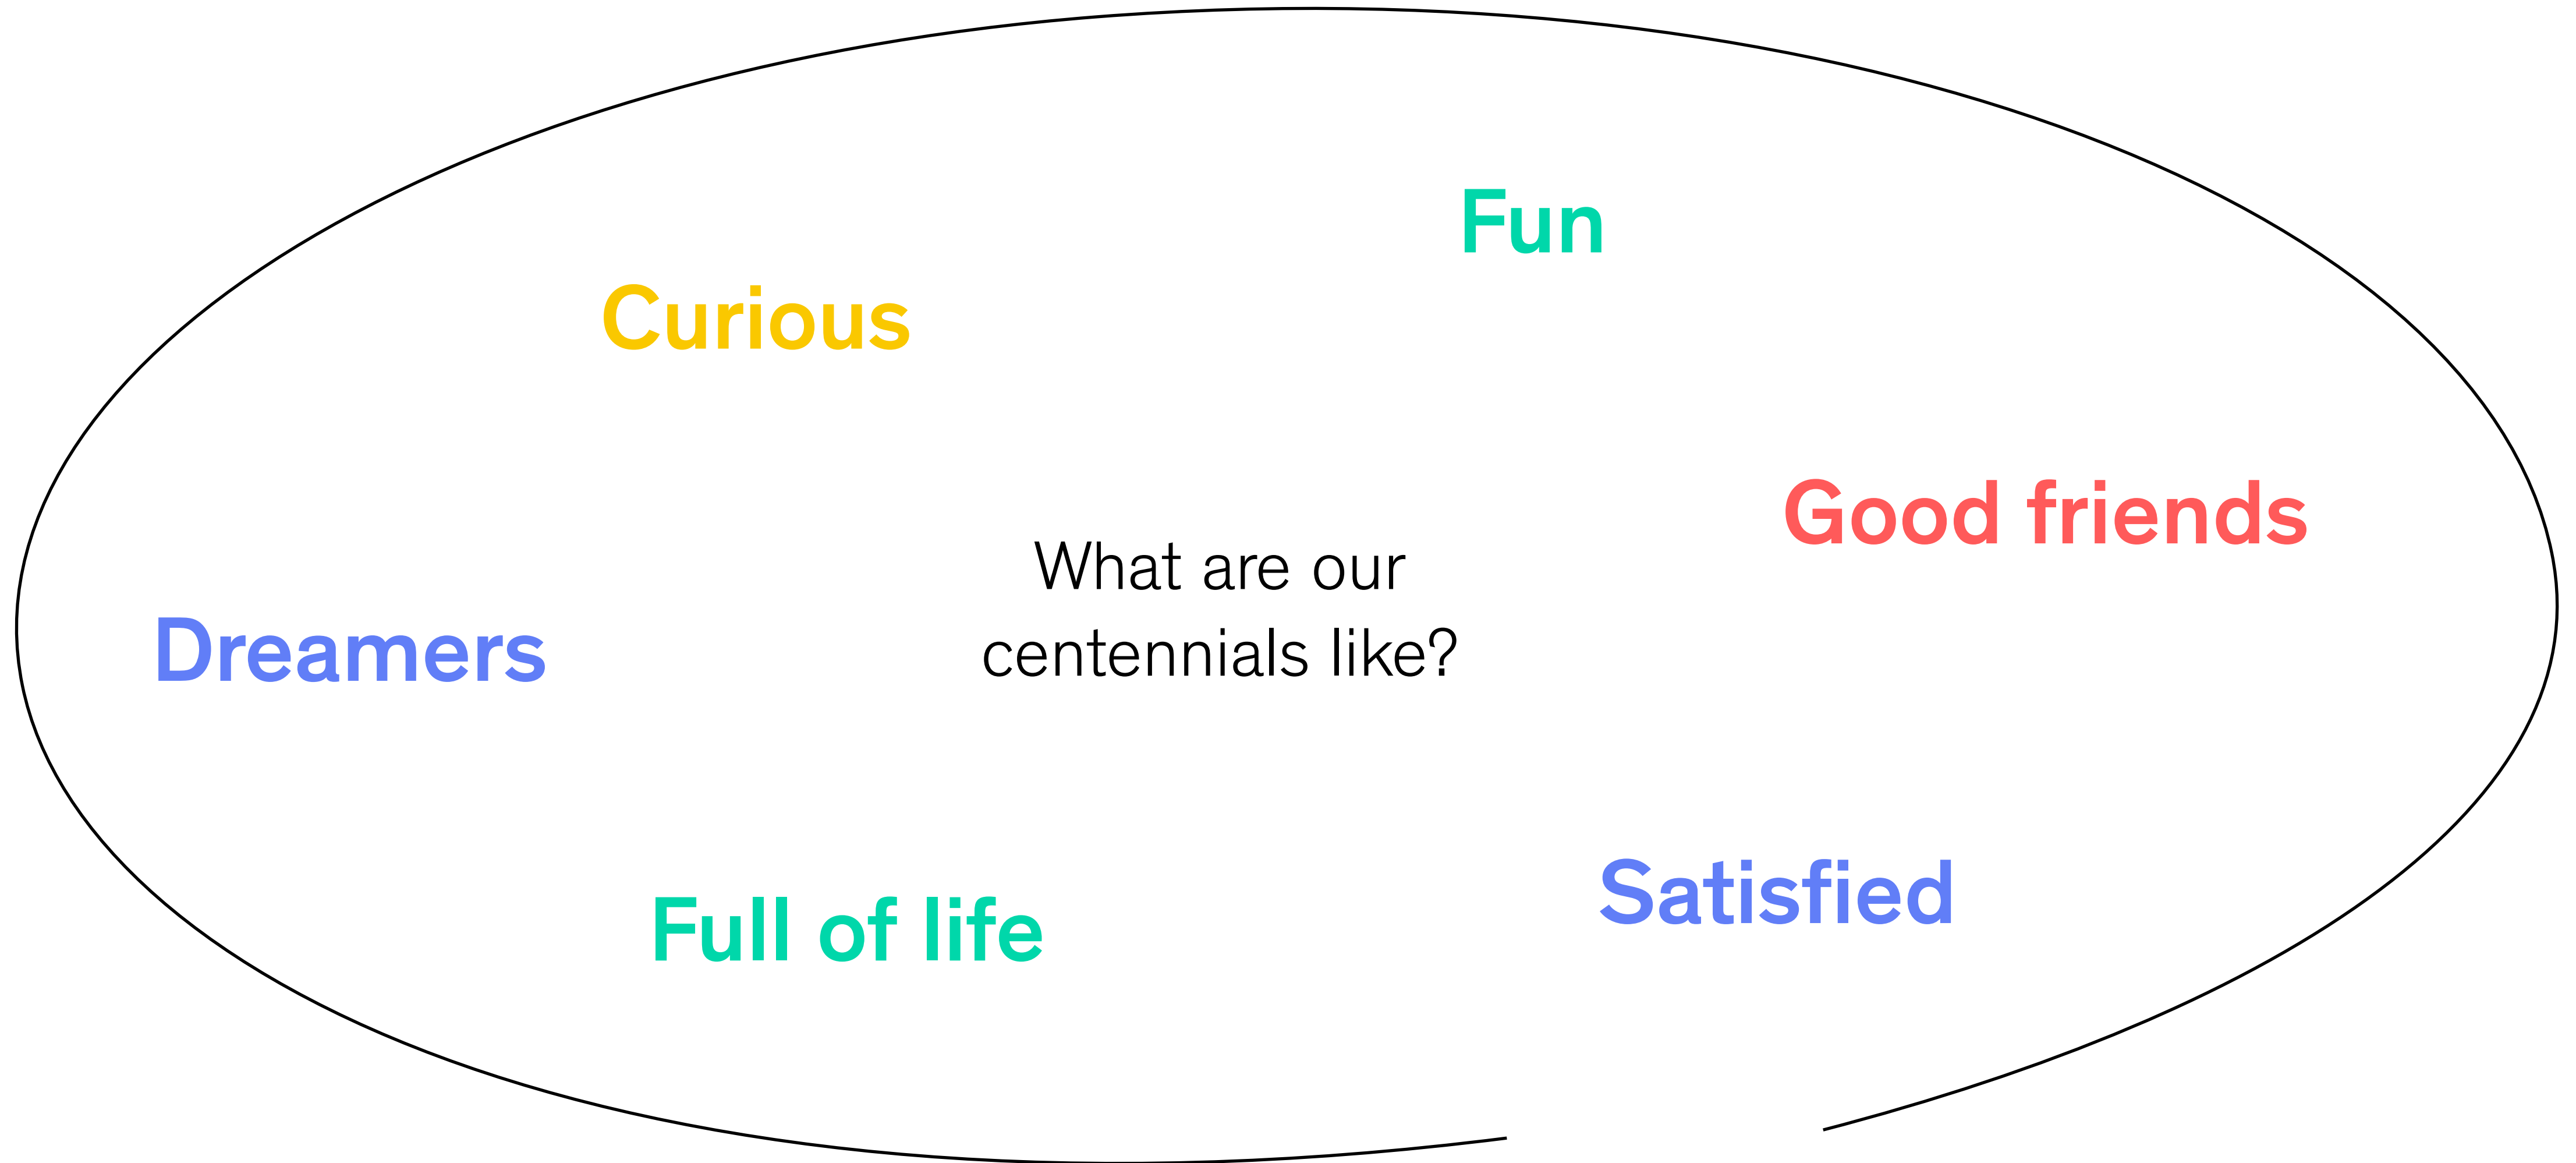 Fun
Curious
Good friends
What are our
centennials like?
Dreamers
Satisfied
Full of life